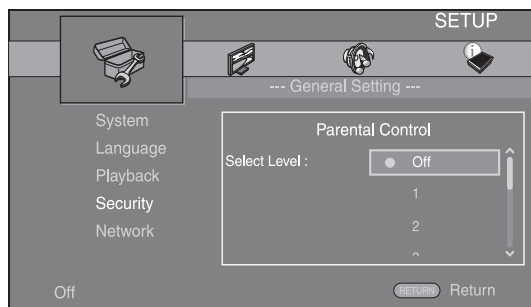 SETUP
--- General Setting ---
System
Language
Playback
Security
Network
Parental Control
Select Level :
Off
1
2
Off
RETURN Return